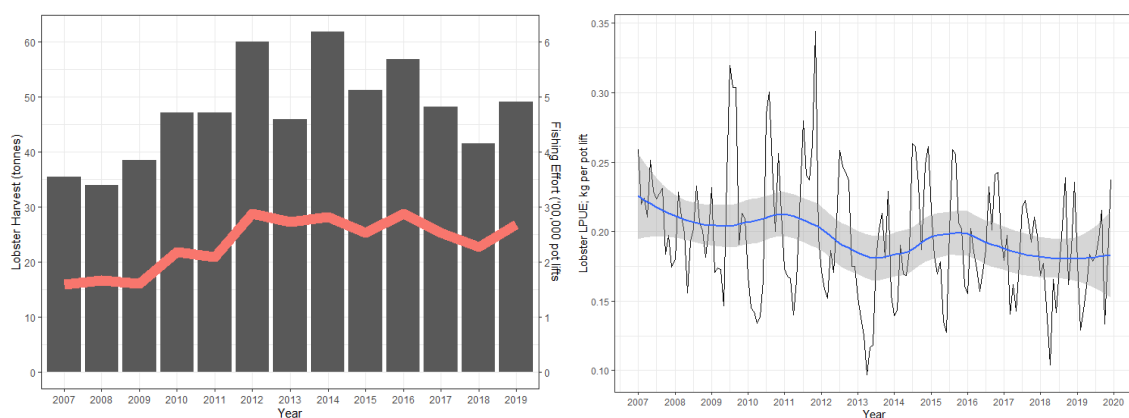 60
50
40
30
20
10
0
Lobster Harvest (tonnes)
6
5
4
3
2
1
0
Fishing Effort ('00,000 pot lifts
2007 2008 2009 2010 2011 2012 2013 2014 2015 2016 2017 2018 2019
Year
0.35
0.30
0.25
0.20
0.15
0.10
Lobster LPUE; kg per pot lift
2007 2008 2009 2010 2011 2012 2013 2014 2015 2016 2017 2018 2019 2020
Year